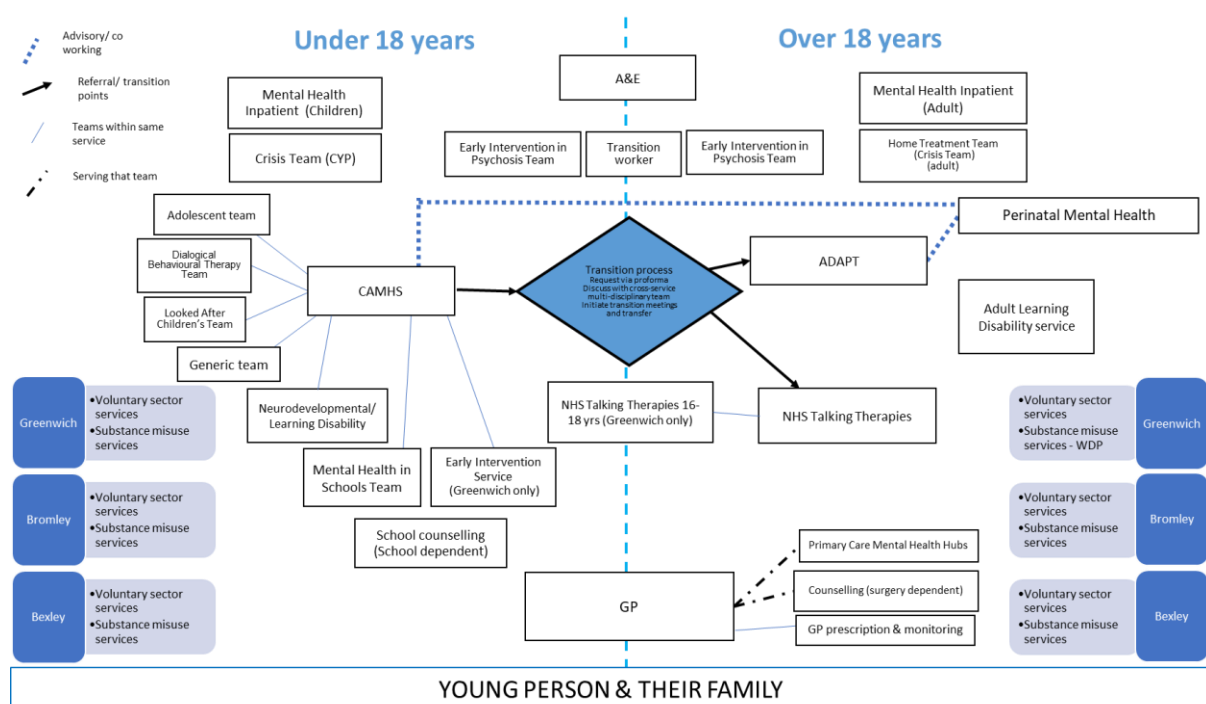 Advisory/ co
working
Referral/ transition
points
Teams within same
service
Serving that team
Under 18 years
Over 18 years
A&E
Mental Health
Inpatient (Children)
Crisis Team (CYP)
Early Intervention in
Psychosis Team
Transition
worker
Early Intervention in
Psychosis Team
Mental Health Inpatient
(Adult)
Home Treatment Team
(Crisis Team)
(adult)
Adolescent team
Dialogical
Behavioural Therapy
Team
Looked After
Children's Team
Generic team
CAMHS
Transition process
Request via proforma
Discuss with cross-service
multi-disciplinary team
Initiate transition meetings
and transfer
ADAPT
Perinatal Mental Health
Adult Learning
Disability service
Neurodevelopmental/
Learning Disability
Mental Health in
Schools Team
Early Intervention
Service
(Greenwich only)
School counselling
(School dependent)
NHS Talking Therapies 16-
18 yrs (Greenwich only)
NHS Talking Therapies
Greenwich
•Voluntary sector
services
•Substance misuse
services
Bromley
•Voluntary sector
services
•Substance misuse
services
Bexley
•Voluntary sector
services
•Substance misuse
services
•Voluntary sector
services
•Substance misuse
services - WDP
Greenwich
•Voluntary sector
services
•Substance misuse
services
Bromley
•Voluntary sector
services
•Substance misuse
services
Bexley
GP
Primary Care Mental Health Hubs
Counselling (surgery dependent)
GP prescription & monitoring
YOUNG PERSON & THEIR FAMILY